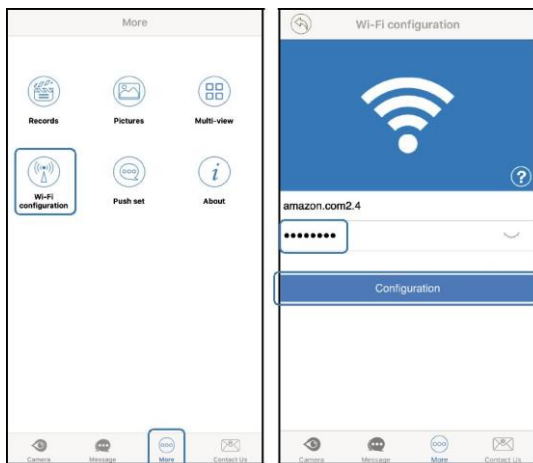 More
Records
Pictures
Multi-view
Wi-Fi
configuration
Push set
About
Camera
Message
More
Contact Us
Wi-Fi configuration
?
amazon.com2.4
••••••••
Configuration
Camera
Message
More
Contact Us